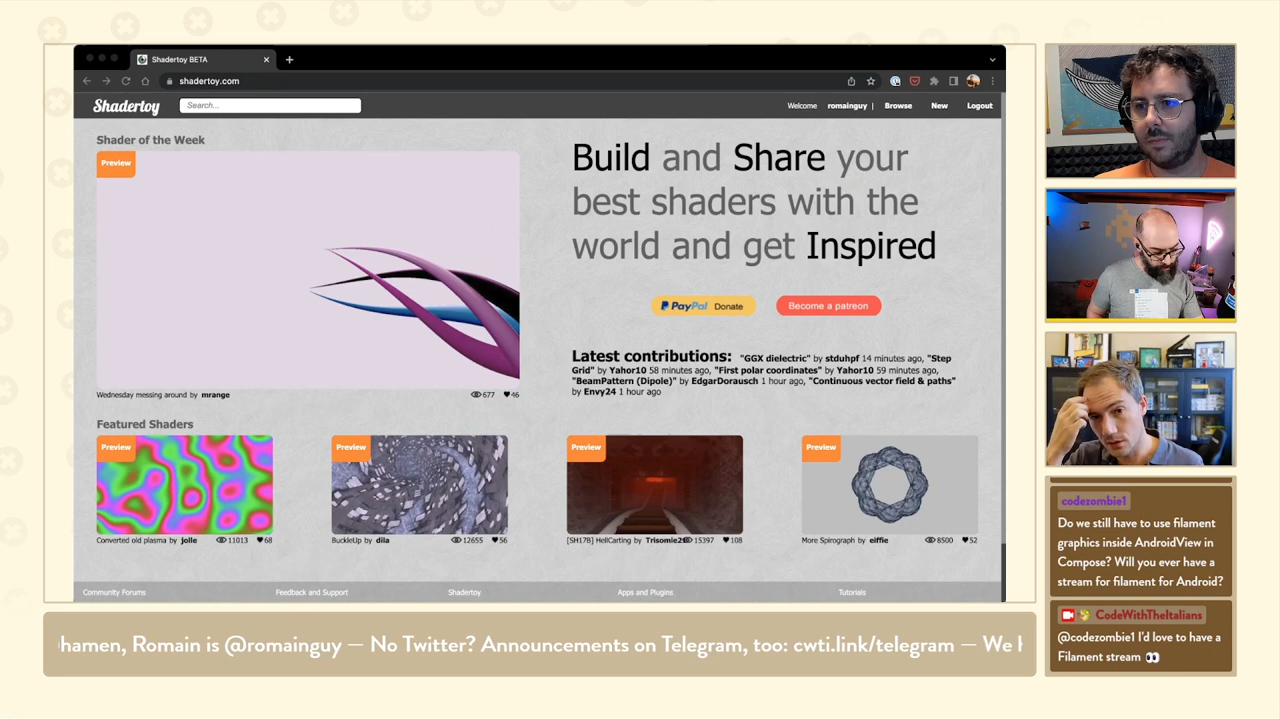 Shadertoy BETA
shadertoy.com
Shadertoy
Search...
Welcome romainguy | Browse New Logout
Shader of the Week
Preview
Wednesday messing around by mrange
677 46
Build and Share your
best shaders with the
world and get Inspired
PayPal Donate
Become a patreon
Latest contributions: "GGX dielectric" by stduhpf 14 minutes ago, "Step
Grid" by Yahor10 58 minutes ago, "First polar coordinates" by Yahor10 59 minutes ago,
"BeamPattern (Dipole)" by EdgarDorausch 1 hour ago, "Continuous vector field & paths"
by Envy24 1 hour ago
Featured Shaders
Preview
Preview
Preview
Preview
Converted old plasma by jolle 11013 68
BuckleUp by dila 12655 56
[SH17B] HellCarting by 15397 108
More Spirograph by eiffie 8500 52
Community Forums
Feedback and Support
Shadertoy
Apps and Plugins
Tutorials
codezombie1
Do we still have to use filament
graphics inside AndroidView in
Compose? Will you ever have a
stream for filament for Android?
CodeWithTheItalians
@codezombie1 I'd love to have a
Filament stream 👀
hamen, Romain is @romainguy — No Twitter? Announcements on Telegram, too: cwti.link/telegram — We